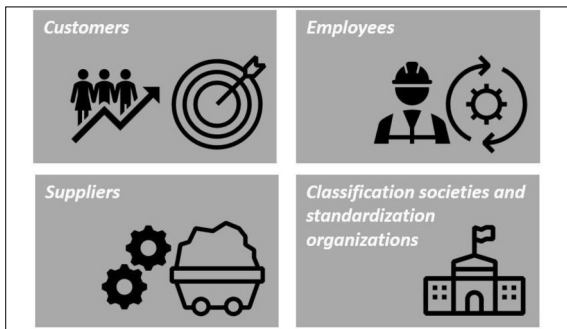 Customers
Employees
Suppliers
Classification societies and
standardization
organizations